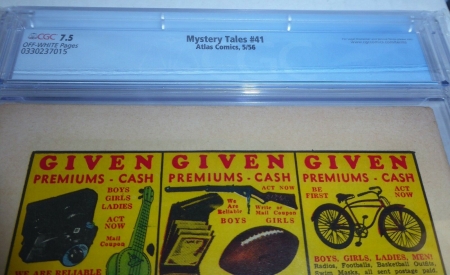 CGC 7.5
OFF-WHITE Pages
0330237015
Mystery Tales #41
Atlas Comics, 5/56
GIVEN
PREMIUMS - CASH
BOYS
GIRLS
LADIES
ACT
NOW
Mail
Coupon
WE ARE RELIABLE
GIVEN
PREMIUMS - CASH
ACT NOW
We
Are
Reliable
Write or
Mail Coupon
BOYS
GIRLS
GIVEN
PREMIUMS - CASH
BE
FIRST
ACT
NOW
BOYS, GIRLS, LADIES, MEN!
Radios, Footballs, Basketball Outfits,
Swim Masks, all sent postage paid.